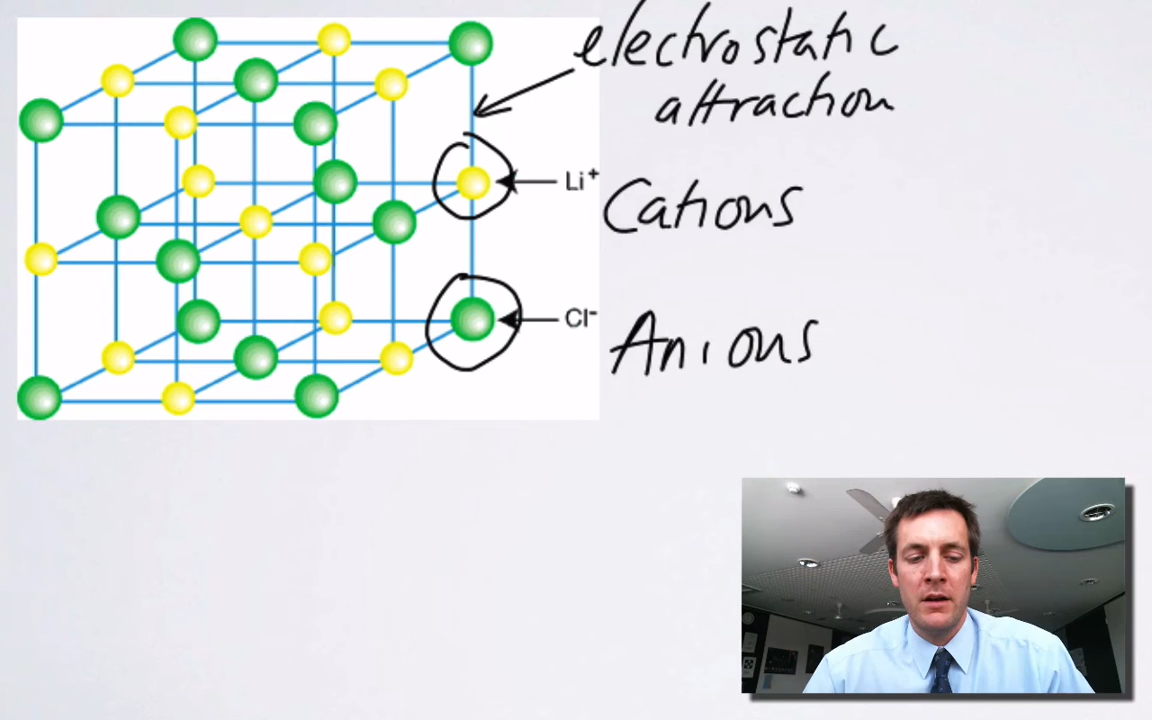 electrostatic
attraction
Li⁺
Cations
Cl⁻
Anions